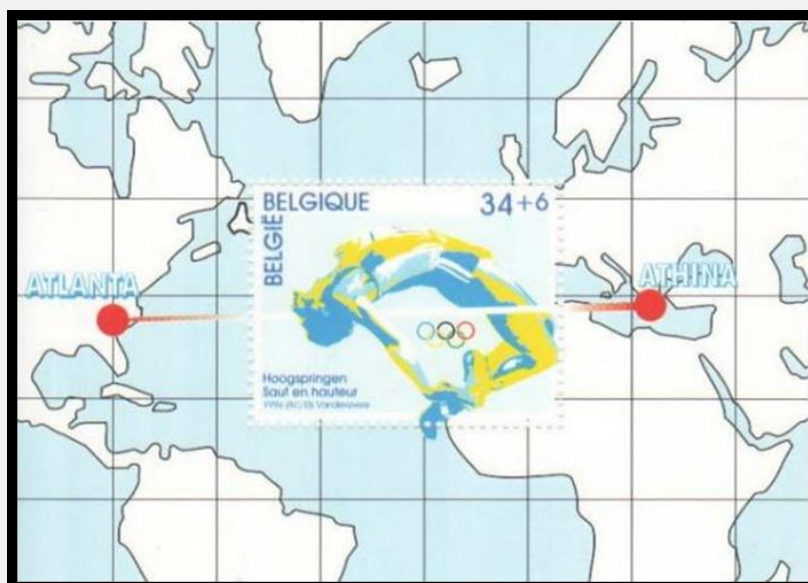 BELGIQUE
34+6
BELGIË
ATLANTA
ATHINA
Hoogspringen
Saut en hauteur